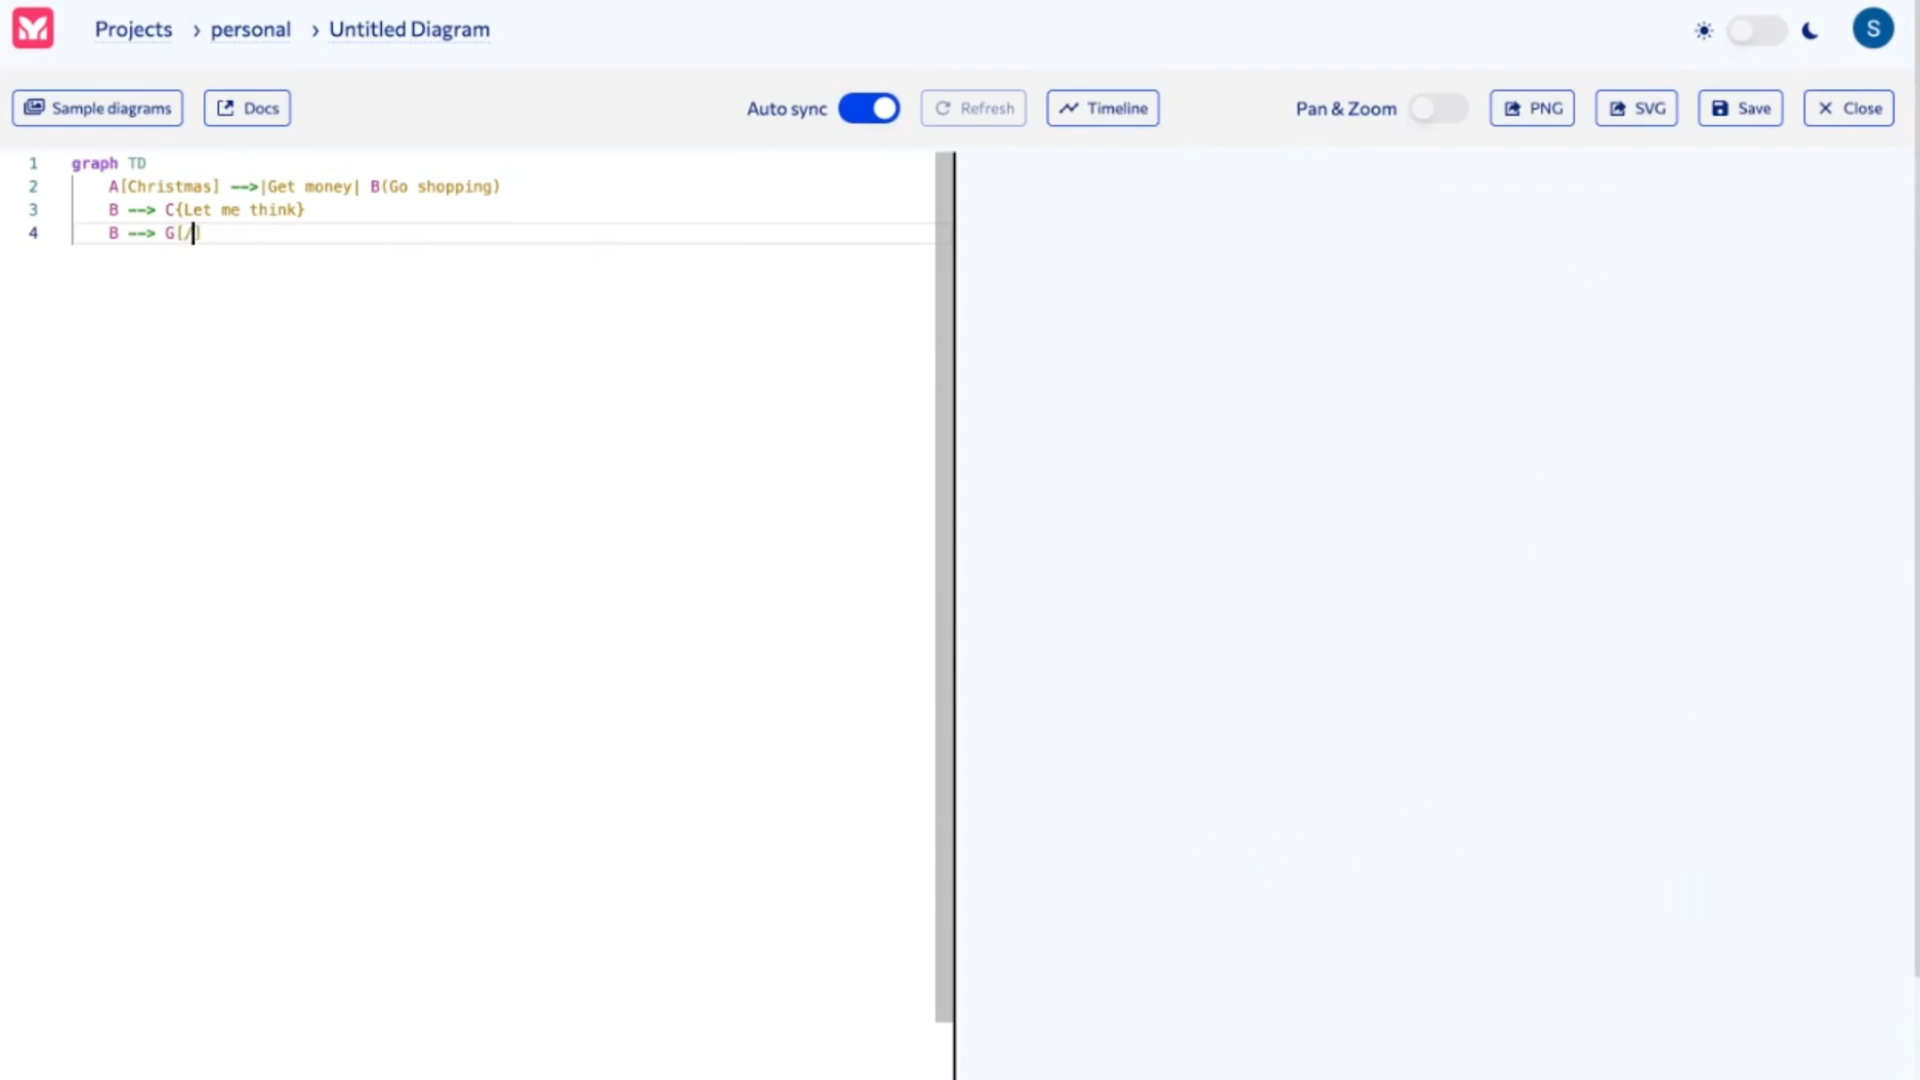 Projects › personal › Untitled Diagram
S
Sample diagrams
Docs
Auto sync
Refresh
Timeline
Pan & Zoom
PNG
SVG
Save
Close
1 graph TD
2 A[Christmas] -->|Get money| B(Go shopping)
3 B --> C{Let me think}
4 B --> G[/]